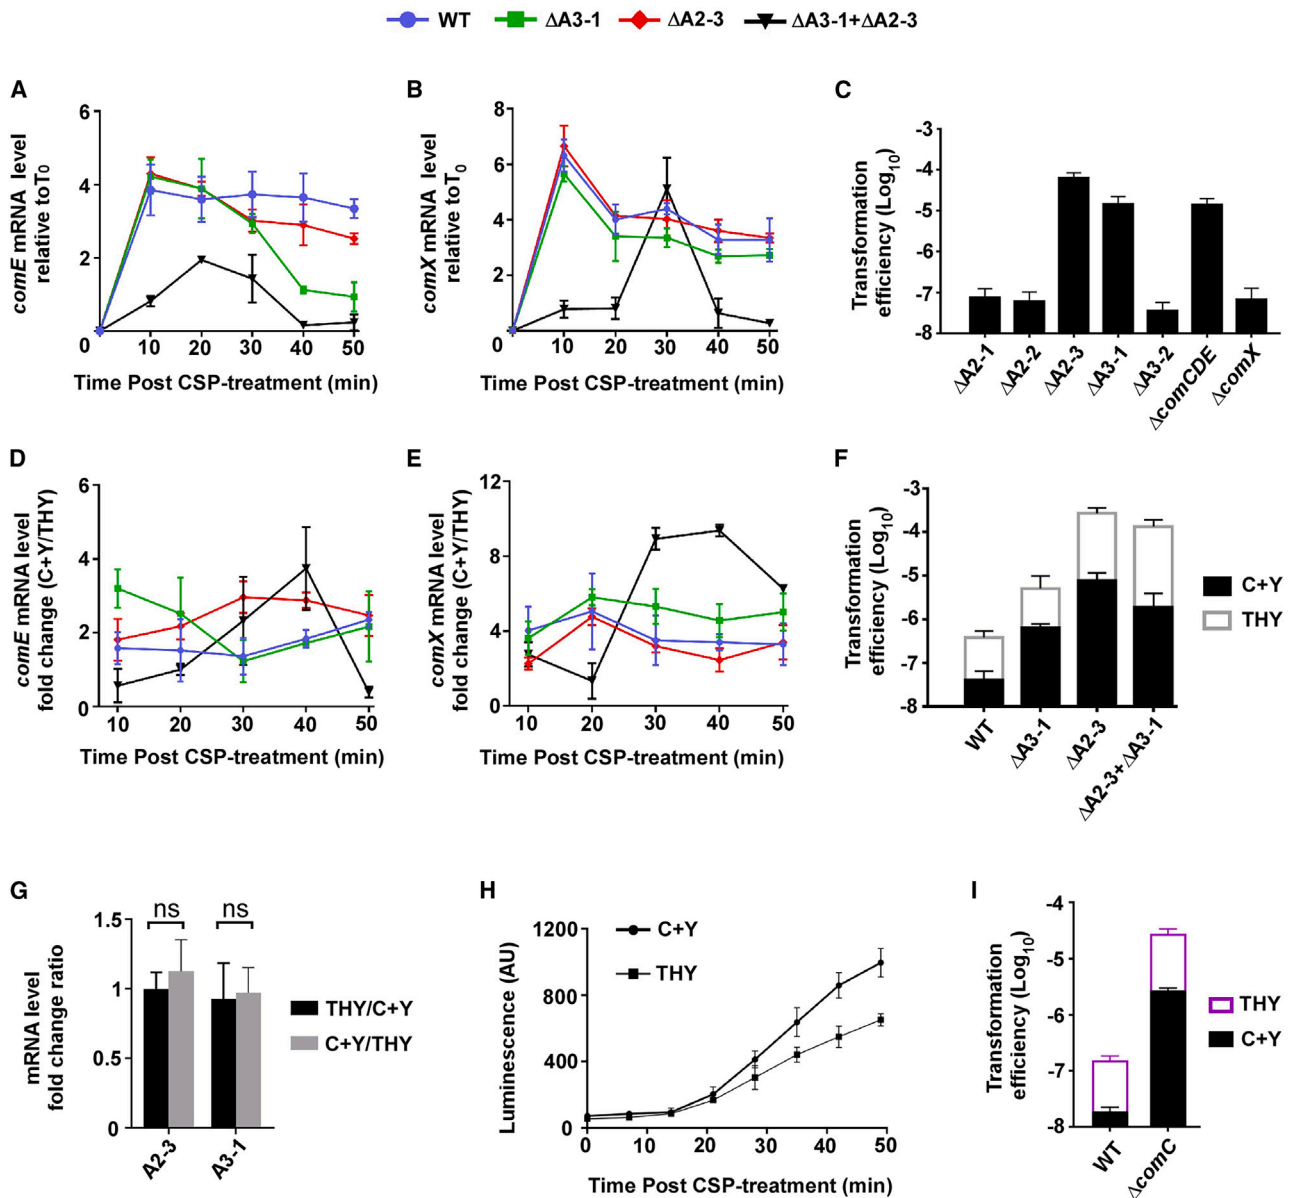 WT ΔA3-1 ΔA2-3 ΔA3-1+ΔA2-3
A
comE mRNA level
relative toT0
6
4
2
0
10 20 30 40 50
Time Post CSP-treatment (min)
B
comX mRNA level
relative toT0
8
6
4
2
0
10 20 30 40 50
Time Post CSP-treatment (min)
C
Transformation
efficiency (Log10)
-3
-4
-5
-6
-7
-8
ΔA2-1
ΔA2-2
ΔA2-3
ΔA3-1
ΔA3-2
ΔcomCDE
ΔcomX
D
comE mRNA level
fold change (C+Y/THY)
6
4
2
0
10 20 30 40 50
Time Post CSP-treatment (min)
E
comX mRNA level
fold change (C+Y/THY)
12
8
4
0
10 20 30 40 50
Time Post CSP-treatment (min)
F
Transformation
efficiency (Log10)
-3
-4
-5
-6
-7
-8
WT
ΔA3-1
ΔA2-3
ΔA2-3+ΔA3-1
C+Y
THY
G
mRNA level
fold change ratio
1.5
1
0.5
0
ns ns
A2-3
A3-1
THY/C+Y
C+Y/THY
H
Luminescence (AU)
1200
800
400
0
C+Y
THY
0 10 20 30 40 50
Time Post CSP-treatment (min)
I
Transformation
efficiency (Log10)
-4
-5
-6
-7
-8
WT
ΔcomC
THY
C+Y